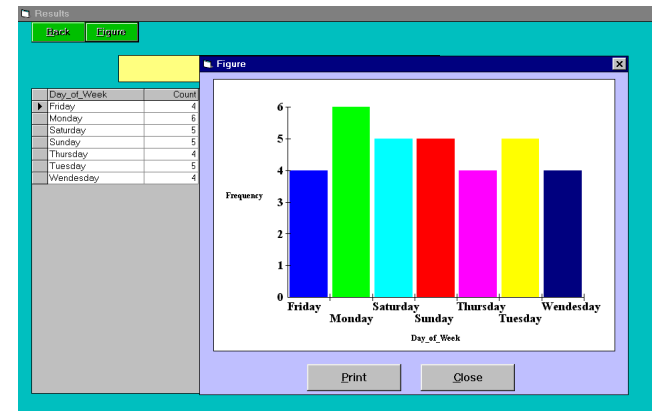 Results
Back Figure
Figure
Day_of_Week Count
Friday 4
Monday 6
Saturday 5
Sunday 5
Thursday 4
Tuesday 5
Wendesday 4
6
5
4
Frequency
3
2
1
0
Friday Saturday Thursday Wendesday
Monday Sunday Tuesday
Day_of_Week
Print Close